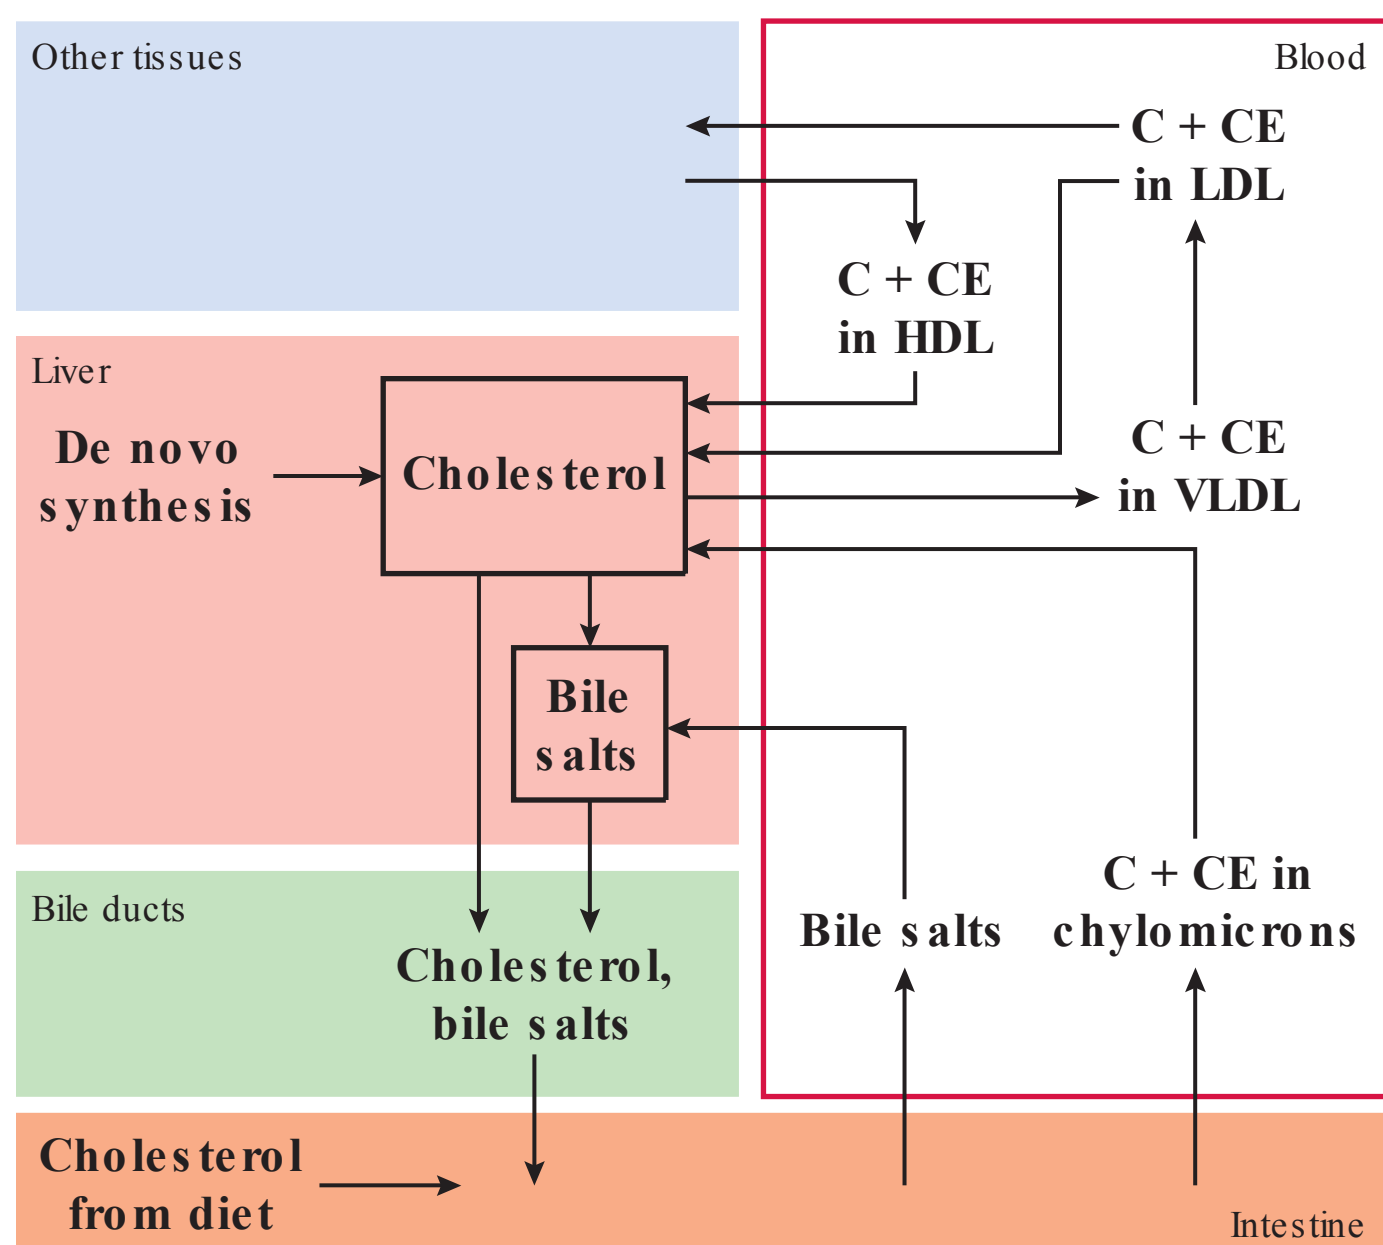 Other tissues
Blood
C + CE
in LDL
C + CE
in HDL
Liver
De novo
synthesis
Cholesterol
C + CE
in VLDL
Bile
salts
Bile ducts
Cholesterol,
bile salts
Bile salts
C + CE in
chylomicrons
Cholesterol
from diet
Intestine